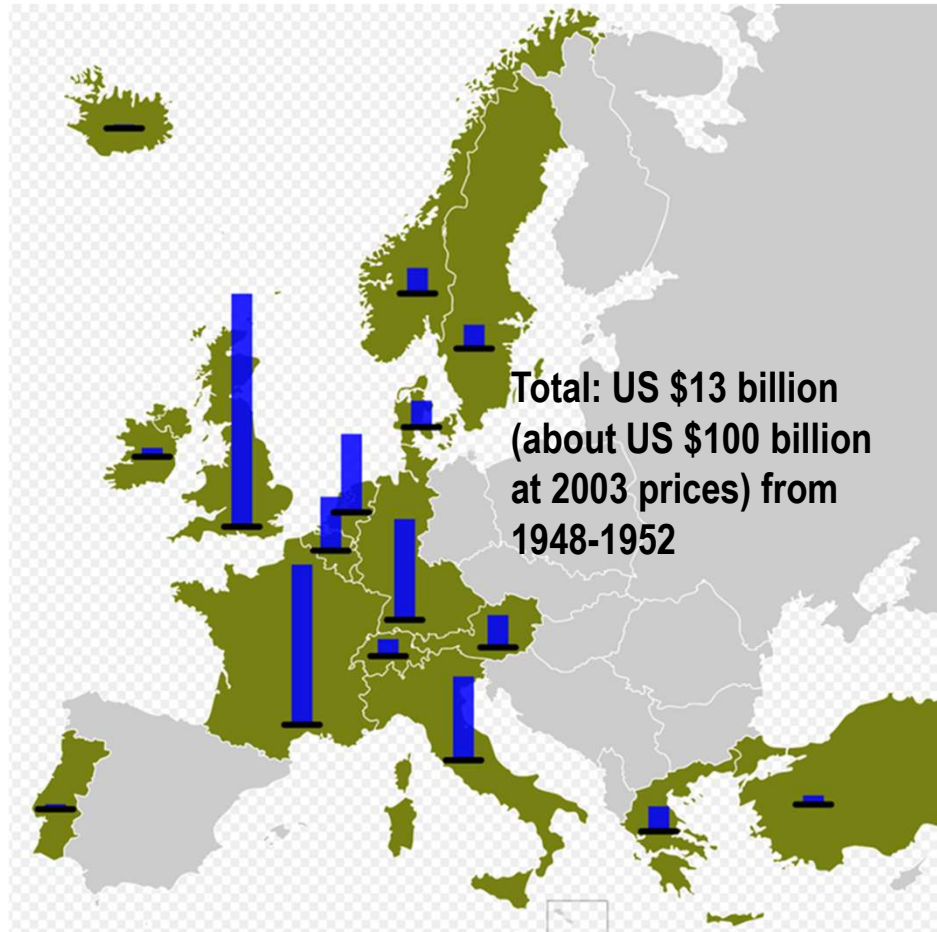 Total: US $13 billion
(about US $100 billion
at 2003 prices) from
1948-1952